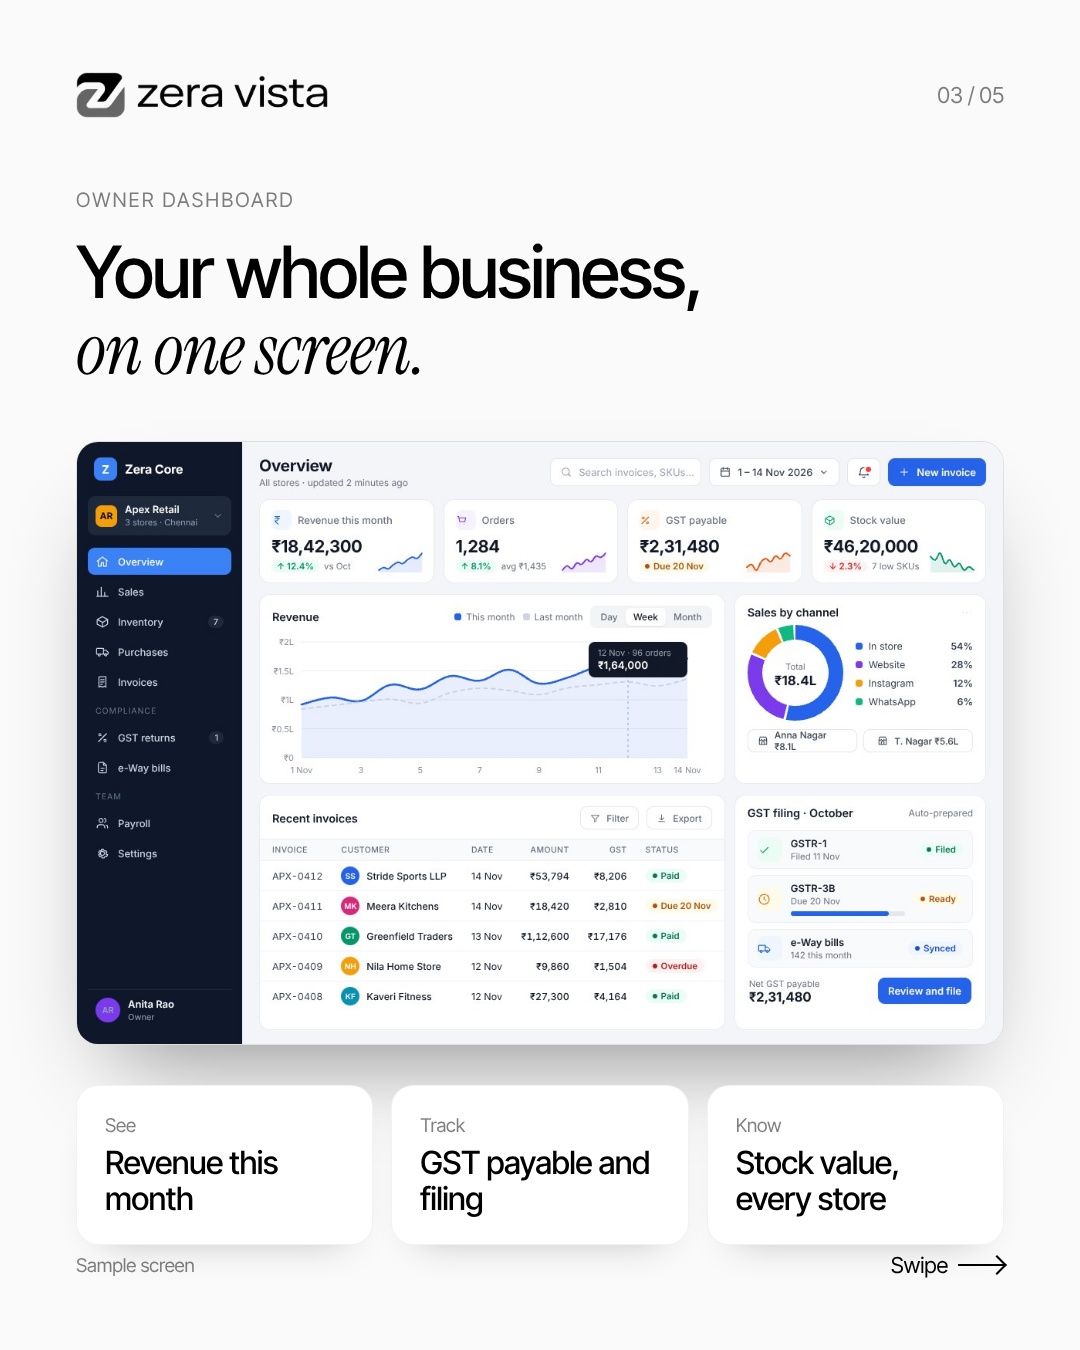 zera vista
03 / 05
OWNER DASHBOARD
Your whole business,
on one screen.
Z Zera Core
AR Apex Retail
3 stores · Chennai
Overview
Sales
Inventory 7
Purchases
Invoices
COMPLIANCE
GST returns 1
e-Way bills
TEAM
Payroll
Settings
AR Anita Rao
Owner
Overview
All stores · updated 2 minutes ago
Search invoices, SKUs...
1 – 14 Nov 2026
+ New invoice
₹ Revenue this month
₹18,42,300
↑ 12.4% vs Oct
Orders
1,284
↑ 8.1% avg ₹1,435
% GST payable
₹2,31,480
Due 20 Nov
Stock value
₹46,20,000
↓ 2.3% 7 low SKUs
Revenue
This month
Last month
Day Week Month
₹2L
₹1.5L
₹1L
₹0.5L
₹0
12 Nov · 96 orders
₹1,64,000
1 Nov 3 5 7 9 11 13 14 Nov
Sales by channel
Total
₹18.4L
In store 54%
Website 28%
Instagram 12%
WhatsApp 6%
Anna Nagar
₹8.1L
T. Nagar ₹5.6L
Recent invoices
Filter
Export
INVOICE CUSTOMER DATE AMOUNT GST STATUS
APX-0412 SS Stride Sports LLP 14 Nov ₹53,794 ₹8,206 Paid
APX-0411 MK Meera Kitchens 14 Nov ₹18,420 ₹2,810 Due 20 Nov
APX-0410 GT Greenfield Traders 13 Nov ₹1,12,600 ₹17,176 Paid
APX-0409 NH Nila Home Store 12 Nov ₹9,860 ₹1,504 Overdue
APX-0408 KF Kaveri Fitness 12 Nov ₹27,300 ₹4,164 Paid
GST filing · October
Auto-prepared
GSTR-1
Filed 11 Nov
Filed
GSTR-3B
Due 20 Nov
Ready
e-Way bills
142 this month
Synced
Net GST payable
₹2,31,480
Review and file
See
Revenue this
month
Track
GST payable and
filing
Know
Stock value,
every store
Sample screen
Swipe